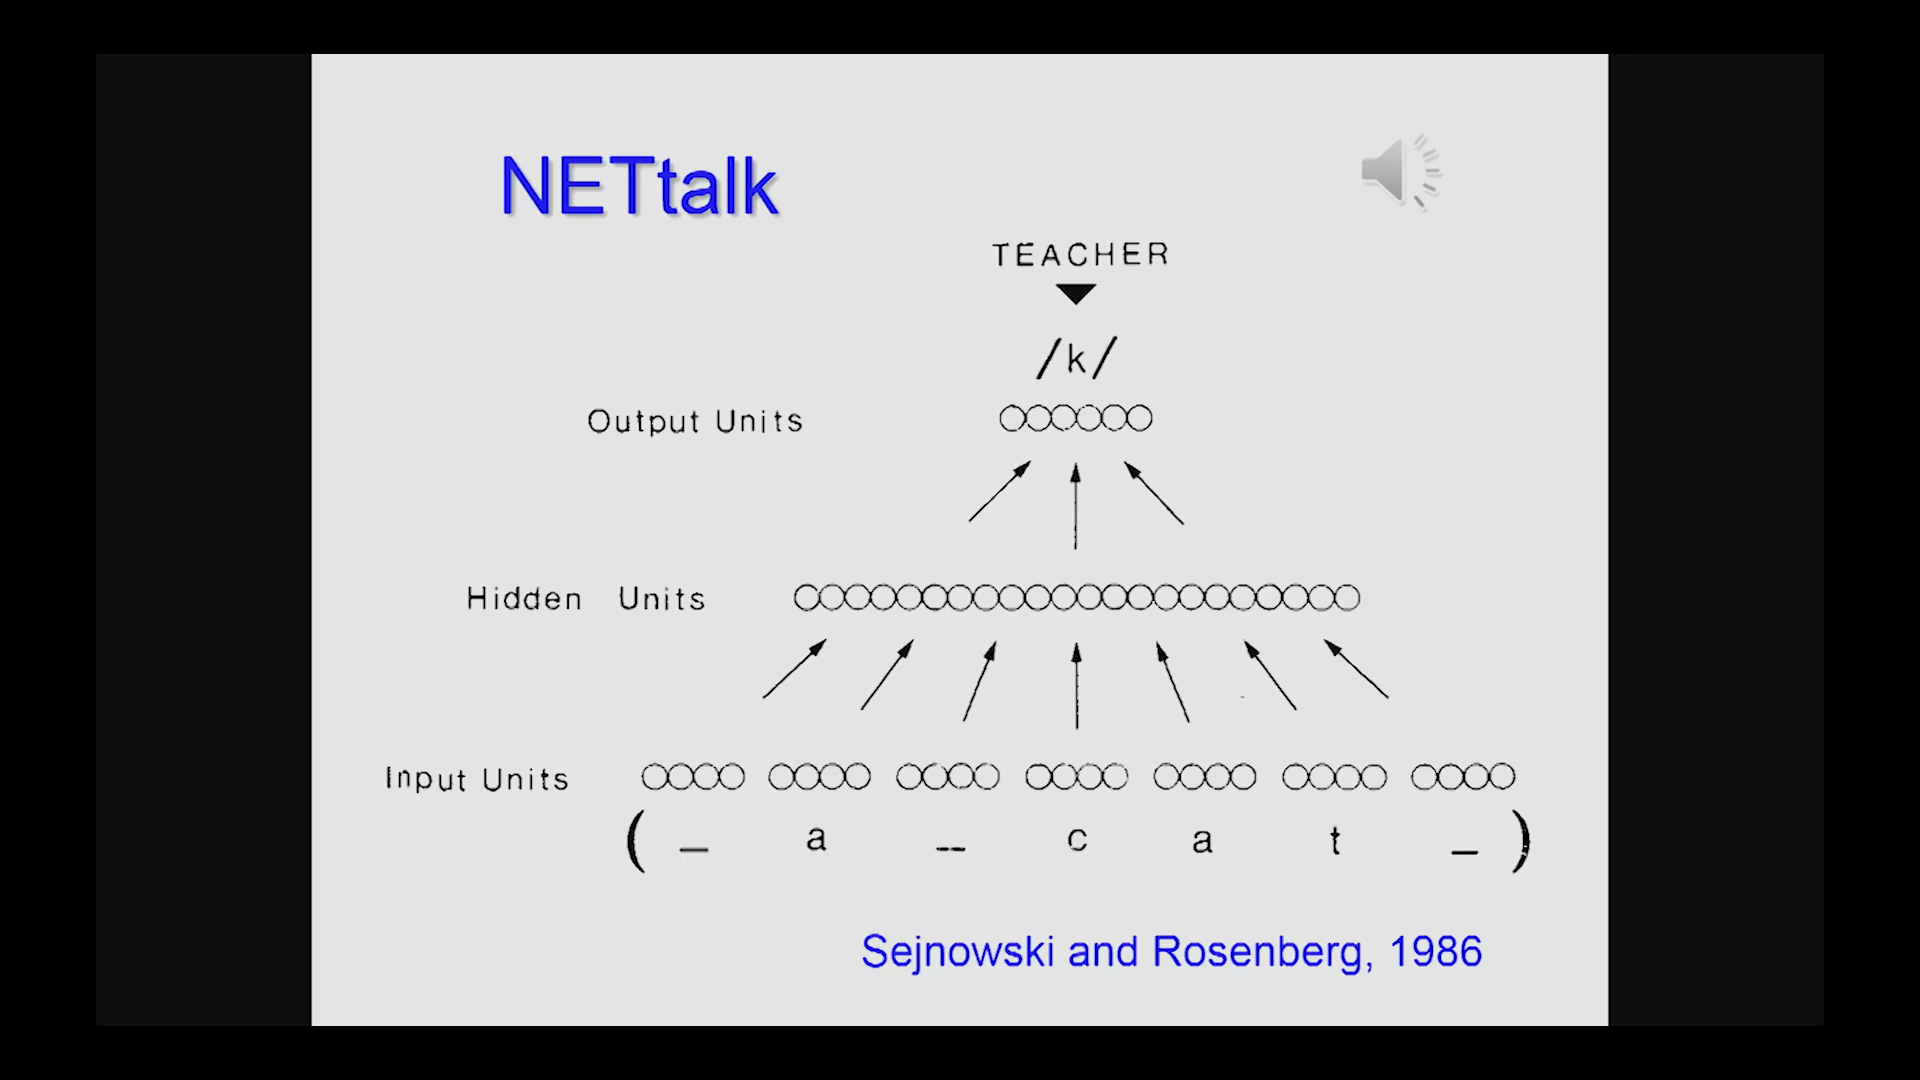 NETtalk
TEACHER
/k/
Output Units
Hidden Units
Input Units
( _ a _ c a t _ )
Sejnowski and Rosenberg, 1986